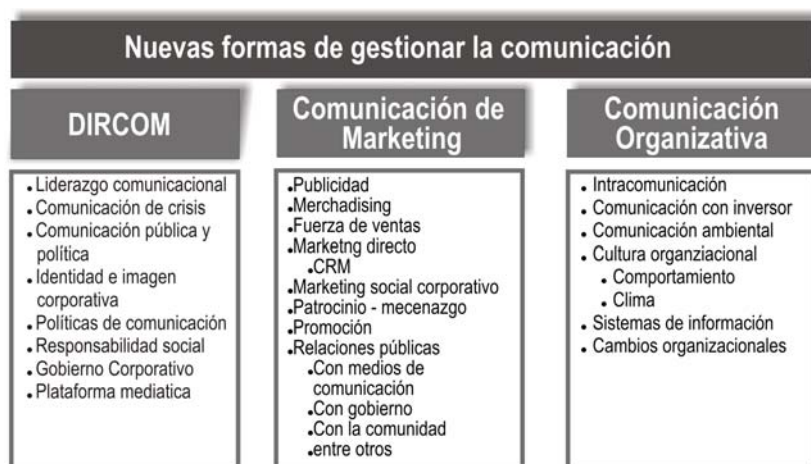 Nuevas formas de gestionar la comunicación
DIRCOM
• Liderazgo comunicacional
• Comunicación de crisis
• Comunicación pública y
política
• Identidad e imagen
corporativa
• Políticas de comunicación
• Responsabilidad social
• Gobierno Corporativo
• Plataforma mediatica
Comunicación de
Marketing
•Publicidad
•Merchadising
•Fuerza de ventas
•Marketng directo
•CRM
•Marketing social corporativo
•Patrocinio - mecenazgo
•Promoción
•Relaciones públicas
•Con medios de
comunicación
•Con gobierno
•Con la comunidad
•entre otros
Comunicación
Organizativa
• Intracomunicación
• Comunicación con inversor
• Comunicación ambiental
• Cultura organziacional
• Comportamiento
• Clima
• Sistemas de información
• Cambios organizacionales